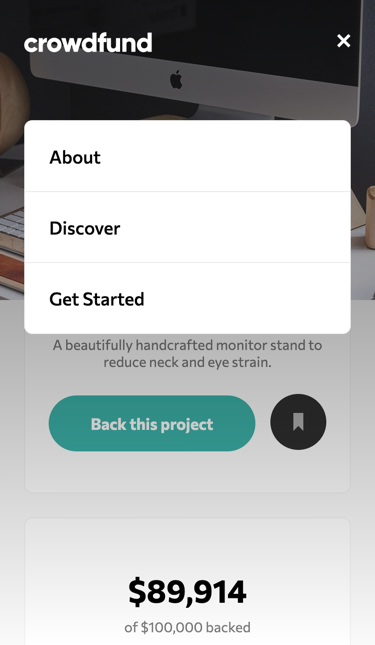 crowdfund
About
Discover
Get Started
A beautifully handcrafted monitor stand to
reduce neck and eye strain.
Back this project
$89,914
of $100,000 backed